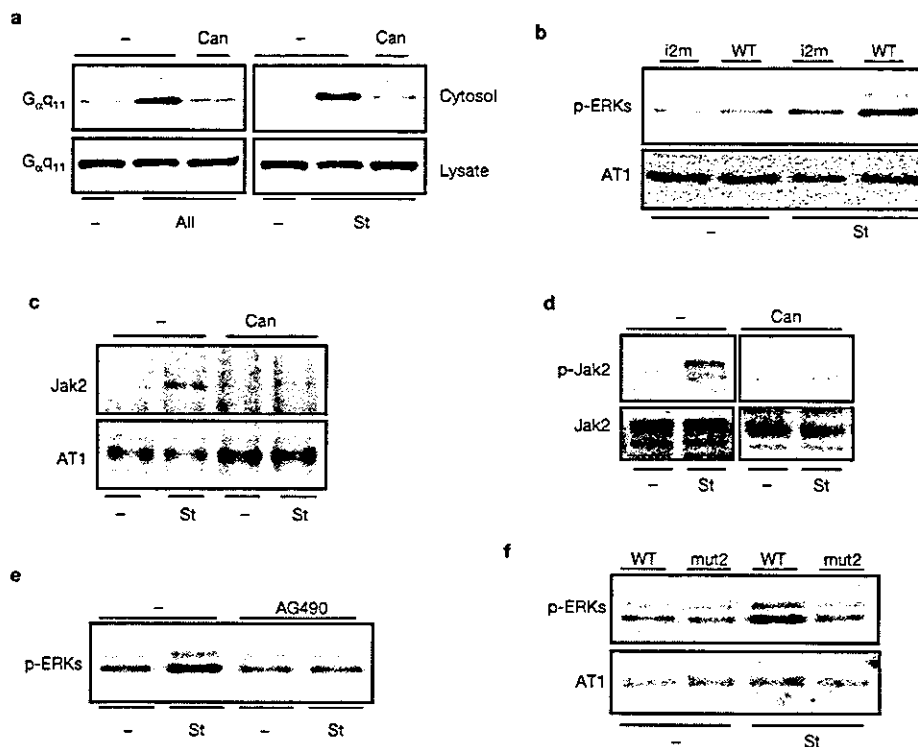 a
– Can – Can
Gαq11 Cytosol
Gαq11 Lysate
– All – St
b
i2m WT i2m WT
p-ERKs
AT1
– St
c
– Can
Jak2
AT1
– St – St
d
– Can
p-Jak2
Jak2
– St – St
e
– AG490
p-ERKs
– St – St
f
WT mut2 WT mut2
p-ERKs
AT1
– St